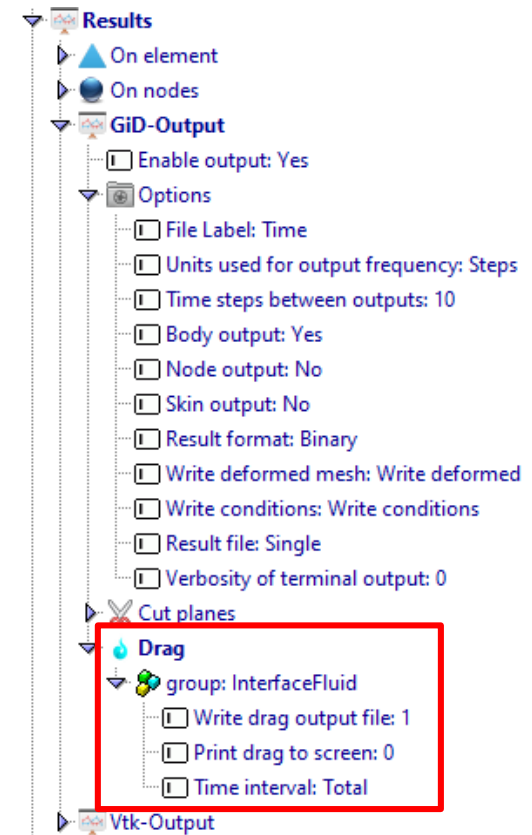 Results
On element
On nodes
GiD-Output
Enable output: Yes
Options
File Label: Time
Units used for output frequency: Steps
Time steps between outputs: 10
Body output: Yes
Node output: No
Skin output: No
Result format: Binary
Write deformed mesh: Write deformed
Write conditions: Write conditions
Result file: Single
Verbosity of terminal output: 0
Cut planes
Drag
group: InterfaceFluid
Write drag output file: 1
Print drag to screen: 0
Time interval: Total
Vtk-Output